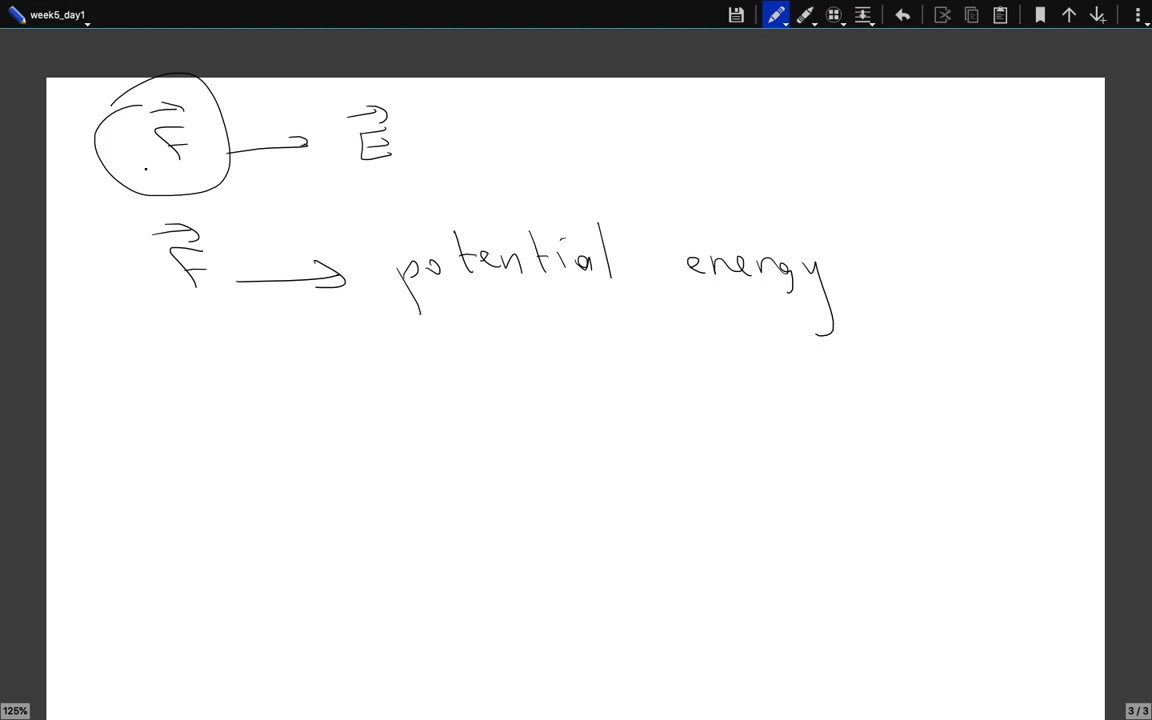 week5_day1
F⃗ → E⃗
F⃗ → potential energy
125%
3 / 3